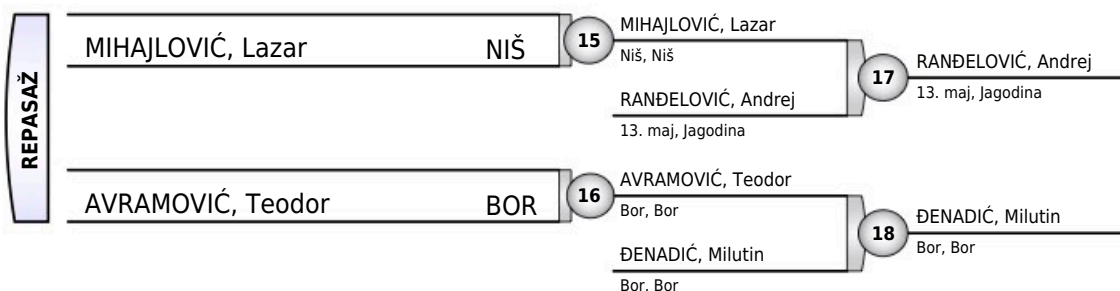 REPASAŽ
MIHAJLOVIĆ, Lazar NIŠ
15
MIHAJLOVIĆ, Lazar
Niš, Niš
RANĐELOVIĆ, Andrej
13. maj, Jagodina
17
RANĐELOVIĆ, Andrej
13. maj, Jagodina
AVRAMOVIĆ, Teodor BOR
16
AVRAMOVIĆ, Teodor
Bor, Bor
ĐENADIĆ, Milutin
Bor, Bor
18
ĐENADIĆ, Milutin
Bor, Bor